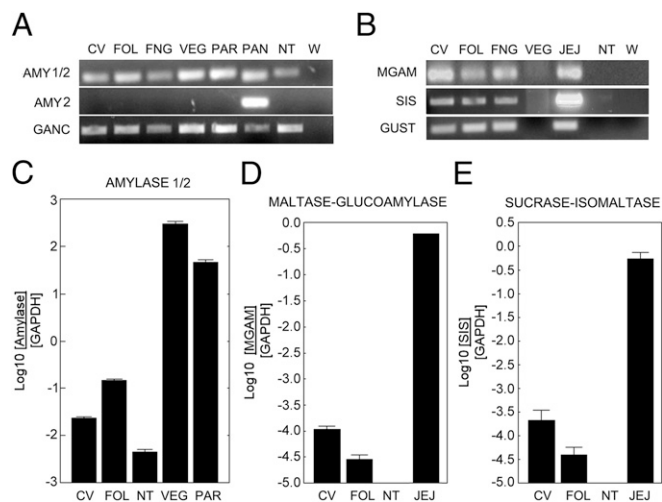 A
CV FOL FNG VEG PAR PAN NT W
AMY1/2
AMY2
GANC
B
CV FOL FNG VEG JEJ NT W
MGAM
SIS
GUST
C
AMYLASE 1/2
Log10 [Amylase]
[GAPDH]
3
2
1
0
-1
-2
-3
CV FOL NT VEG PAR
D
MALTASE-GLUCOAMYLASE
Log10 [MGAM]
[GAPDH]
0.0
-0.5
-1.0
-1.5
-2.0
-2.5
-3.0
-3.5
-4.0
-4.5
-5.0
CV FOL NT JEJ
E
SUCRASE-ISOMALTASE
Log10 [SIS]
[GAPDH]
0.5
0.0
-0.5
-1.0
-1.5
-2.0
-2.5
-3.0
-3.5
-4.0
-4.5
-5.0
CV FOL NT JEJ